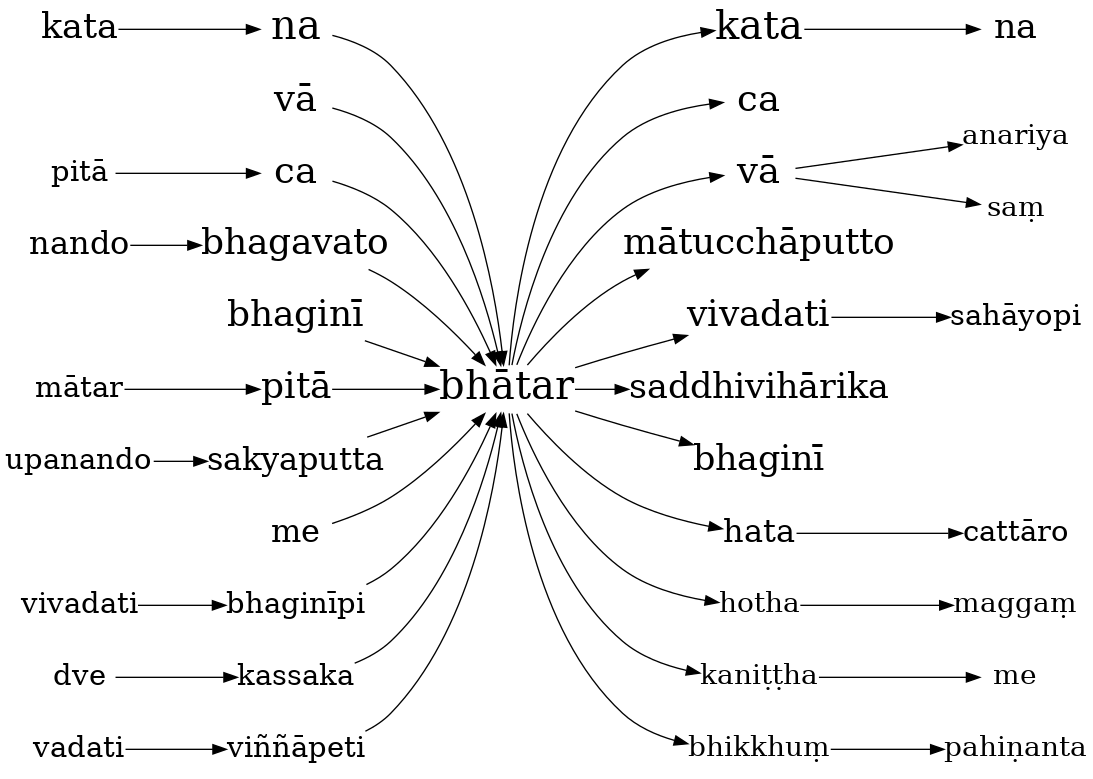 kata na kata na
vā ca
anariya
pitā ca vā
saṃ
nando bhagavato mātucchāputto
bhaginī vivadati sahāyopi
mātar pitā bhātar saddhivihārika
upanando sakyaputta bhaginī
me hata cattāro
vivadati bhaginīpi hotha maggaṃ
dve kassaka kaniṭṭha me
vadati viññāpeti bhikkhuṃ pahiṇanta